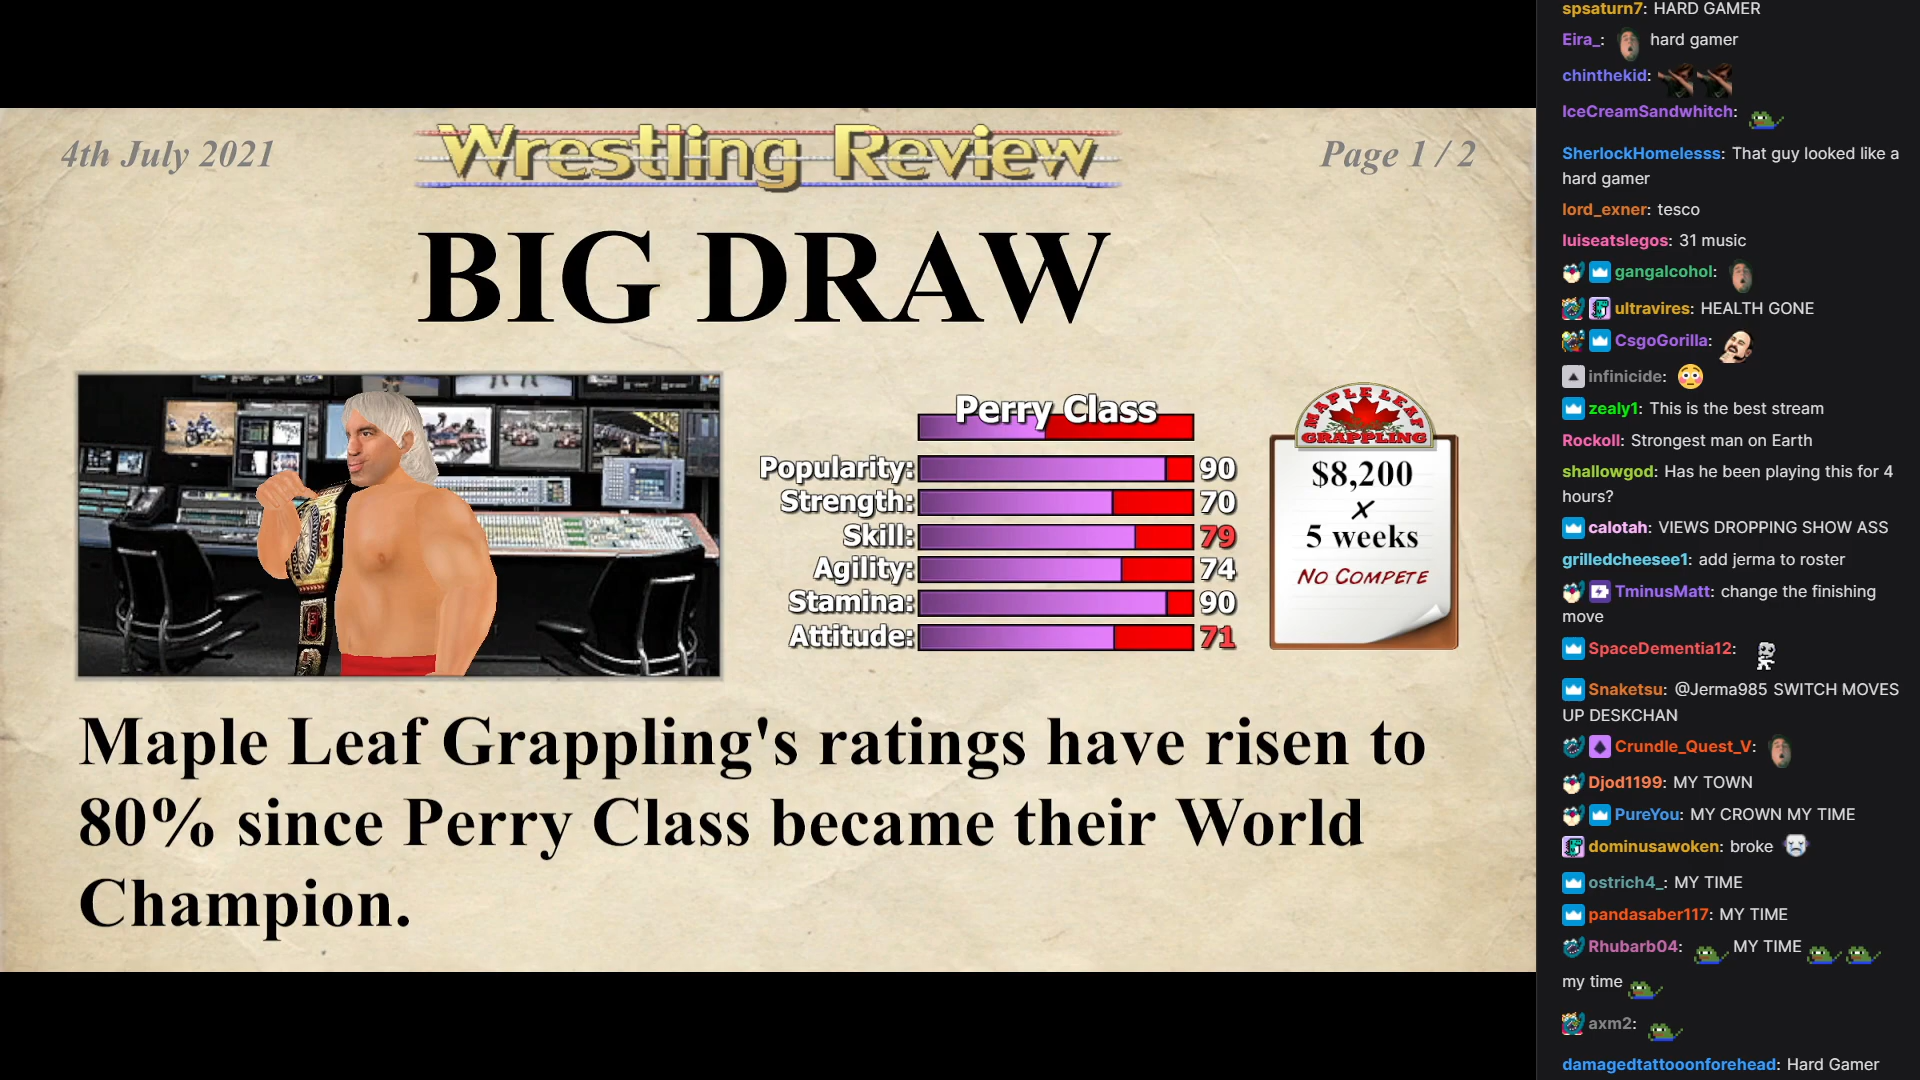 4th July 2021
Wrestling Review
Page 1 / 2
BIG DRAW
Perry Class
Popularity: 90
Strength: 70
Skill: 79
Agility: 74
Stamina: 90
Attitude: 71
MAPLE LEAF
GRAPPLING
$8,200
x
5 weeks
NO COMPETE
Maple Leaf Grappling's ratings have risen to
80% since Perry Class became their World
Champion.
spsaturn7: HARD GAMER
Eira_: hard gamer
chinthekid:
IceCreamSandwhitch:
SherlockHomelesss: That guy looked like a
hard gamer
lord_exner: tesco
luiseatslegos: 31 music
gangalcohol:
ultravires: HEALTH GONE
CsgoGorilla:
infinicide:
zealy1: This is the best stream
Rockoll: Strongest man on Earth
shallowgod: Has he been playing this for 4
hours?
calotah: VIEWS DROPPING SHOW ASS
grilledcheesee1: add jerma to roster
TminusMatt: change the finishing
move
SpaceDementia12:
Snaketsu: @Jerma985 SWITCH MOVES
UP DESKCHAN
Crundle_Quest_V:
Djod1199: MY TOWN
PureYou: MY CROWN MY TIME
dominusawoken: broke
ostrich4_: MY TIME
pandasaber117: MY TIME
Rhubarb04: MY TIME
my time
axm2:
damagedtattooonforehead: Hard Gamer